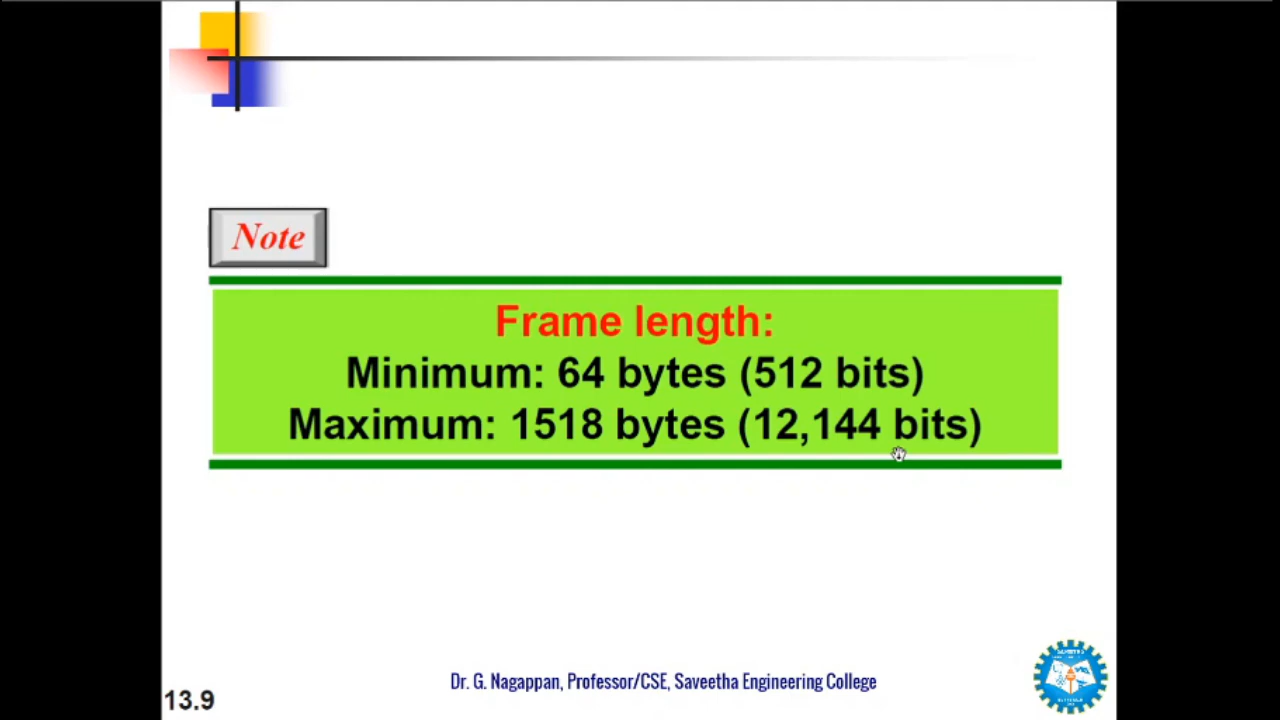 Note
Frame length:
Minimum: 64 bytes (512 bits)
Maximum: 1518 bytes (12,144 bits)
Dr. G. Nagappan, Professor/CSE, Saveetha Engineering College
13.9